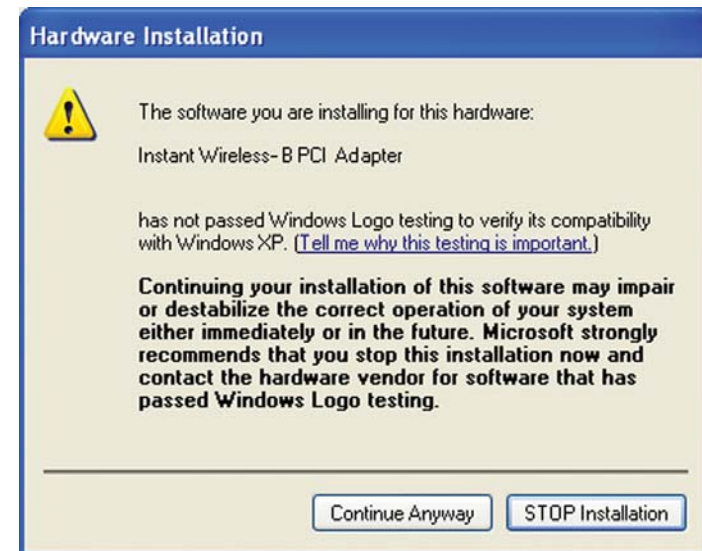 Hardware Installation
The software you are installing for this hardware:
Instant Wireless- B PCI Adapter
has not passed Windows Logo testing to verify its compatibility
with Windows XP. (Tell me why this testing is important.)
Continuing your installation of this software may impair
or destabilize the correct operation of your system
either immediately or in the future. Microsoft strongly
recommends that you stop this installation now and
contact the hardware vendor for software that has
passed Windows Logo testing.
Continue Anyway STOP Installation